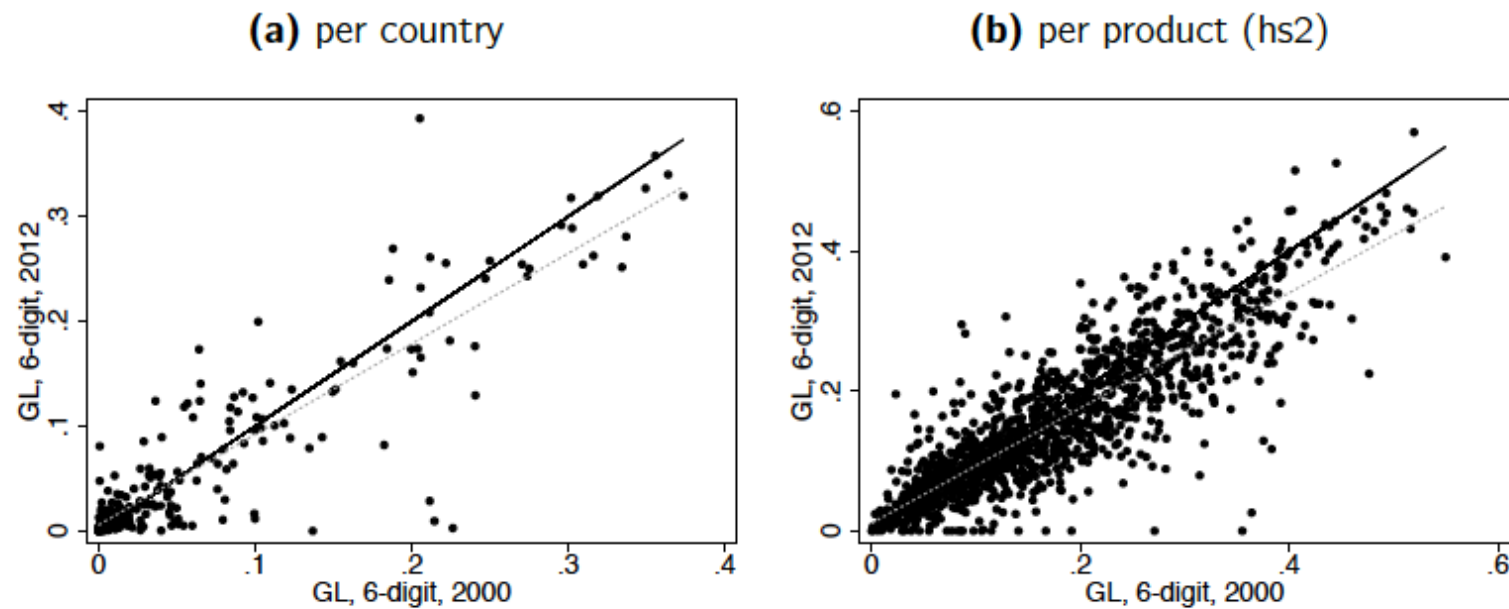 (a) per country
(b) per product (hs2)
GL, 6-digit, 2012
.4
.3
.2
.1
0
0 .1 .2 .3 .4
GL, 6-digit, 2000
GL, 6-digit, 2012
.6
.4
.2
0
0 .2 .4 .6
GL, 6-digit, 2000